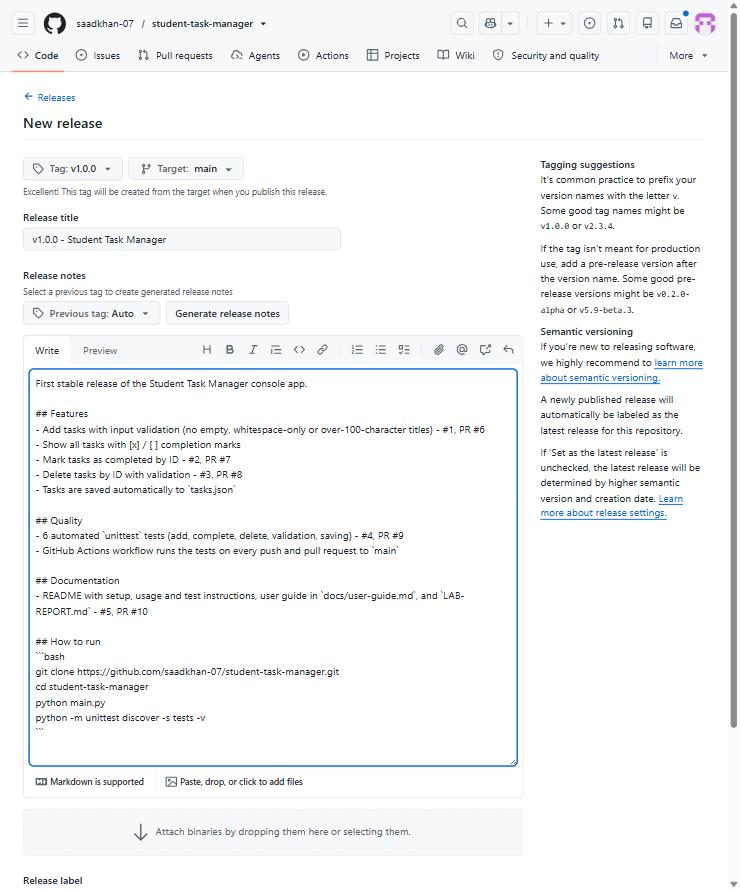 saadkhan-07 / student-task-manager
Code Issues Pull requests Agents Actions Projects Wiki Security and quality More
Releases
New release
Tag: v1.0.0 Target: main
Excellent! This tag will be created from the target when you publish this release.
Release title
v1.0.0 - Student Task Manager
Release notes
Select a previous tag to create generated release notes
Previous tag: Auto Generate release notes
Write Preview
First stable release of the Student Task Manager console app.
## Features
- Add tasks with input validation (no empty, whitespace-only or over-100-character titles) - #1, PR #6
- Show all tasks with [x] / [ ] completion marks
- Mark tasks as completed by ID - #2, PR #7
- Delete tasks by ID with validation - #3, PR #8
- Tasks are saved automatically to `tasks.json`
## Quality
- 6 automated `unittest` tests (add, complete, delete, validation, saving) - #4, PR #9
- GitHub Actions workflow runs the tests on every push and pull request to `main`
## Documentation
- README with setup, usage and test instructions, user guide in `docs/user-guide.md`, and `LAB-
REPORT.md` - #5, PR #10
## How to run
```bash
git clone https://github.com/saadkhan-07/student-task-manager.git
cd student-task-manager
python main.py
python -m unittest discover -s tests -v
```
Markdown is supported Paste, drop, or click to add files
Attach binaries by dropping them here or selecting them.
Release label
Tagging suggestions
It's common practice to prefix your
version names with the letter v.
Some good tag names might be
v1.0.0 or v2.3.4.
If the tag isn't meant for production
use, add a pre-release version after
the version name. Some good pre-
release versions might be v0.2.0-
alpha or v5.9-beta.3.
Semantic versioning
If you're new to releasing software,
we highly recommend to learn more
about semantic versioning.
A newly published release will
automatically be labeled as the
latest release for this repository.
If 'Set as the latest release' is
unchecked, the latest release will be
determined by higher semantic
version and creation date. Learn
more about release settings.